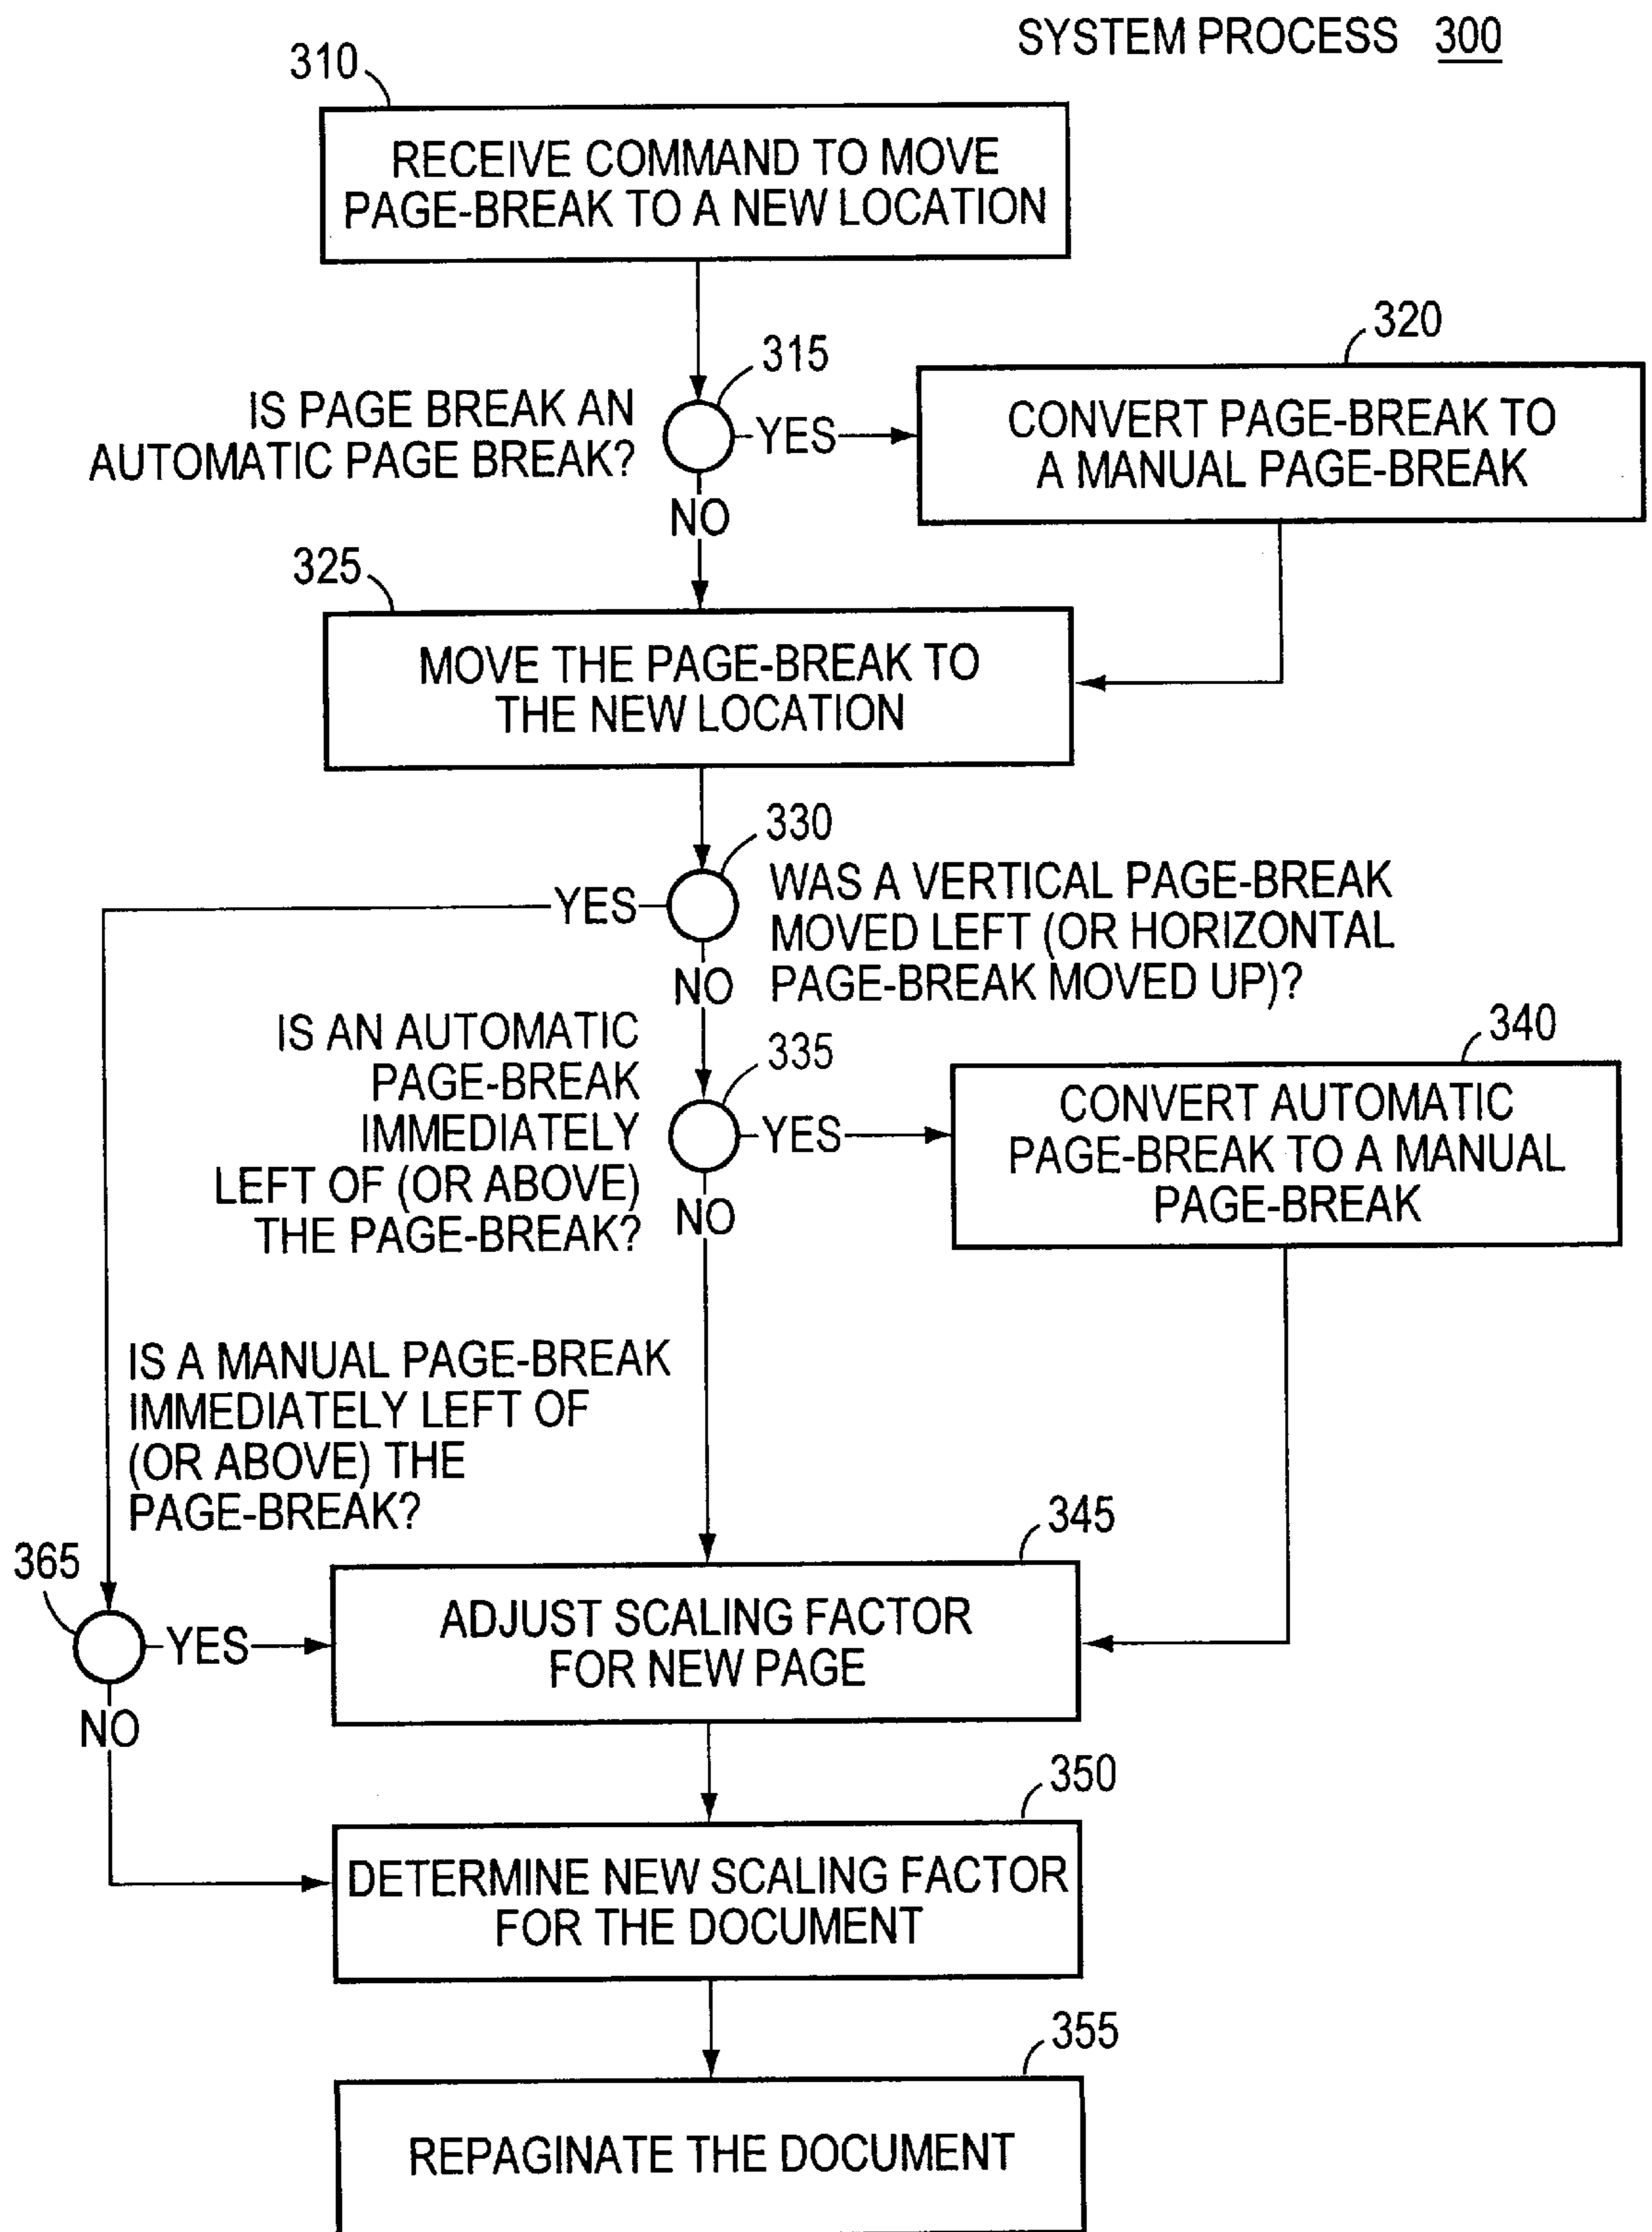 SYSTEM PROCESS 300
310
RECEIVE COMMAND TO MOVE
PAGE-BREAK TO A NEW LOCATION
315
IS PAGE BREAK AN
AUTOMATIC PAGE BREAK?
YES
NO
320
CONVERT PAGE-BREAK TO
A MANUAL PAGE-BREAK
325
MOVE THE PAGE-BREAK TO
THE NEW LOCATION
330
YES
WAS A VERTICAL PAGE-BREAK
MOVED LEFT (OR HORIZONTAL
PAGE-BREAK MOVED UP)?
NO
IS AN AUTOMATIC
PAGE-BREAK
IMMEDIATELY
LEFT OF (OR ABOVE)
THE PAGE-BREAK?
335
YES
NO
340
CONVERT AUTOMATIC
PAGE-BREAK TO A MANUAL
PAGE-BREAK
IS A MANUAL PAGE-BREAK
IMMEDIATELY LEFT OF
(OR ABOVE) THE
PAGE-BREAK?
365
YES
NO
345
ADJUST SCALING FACTOR
FOR NEW PAGE
350
DETERMINE NEW SCALING FACTOR
FOR THE DOCUMENT
355
REPAGINATE THE DOCUMENT